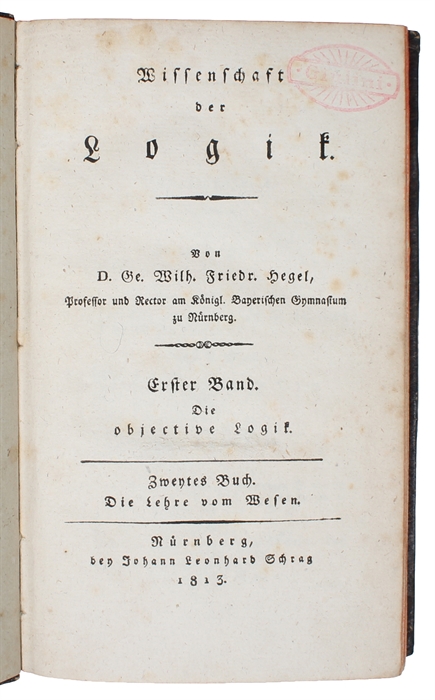 Wissenschaft
der
Logik.
Von
D. Ge. Wilh. Friedr. Hegel,
Professor und Rector am Königl. Bayerischen Gymnasium
zu Nürnberg.
Erster Band.
Die
objective Logik.
Zweytes Buch.
Die Lehre vom Wesen.
Nürnberg,
bey Johann Leonhard Schrag
1813.